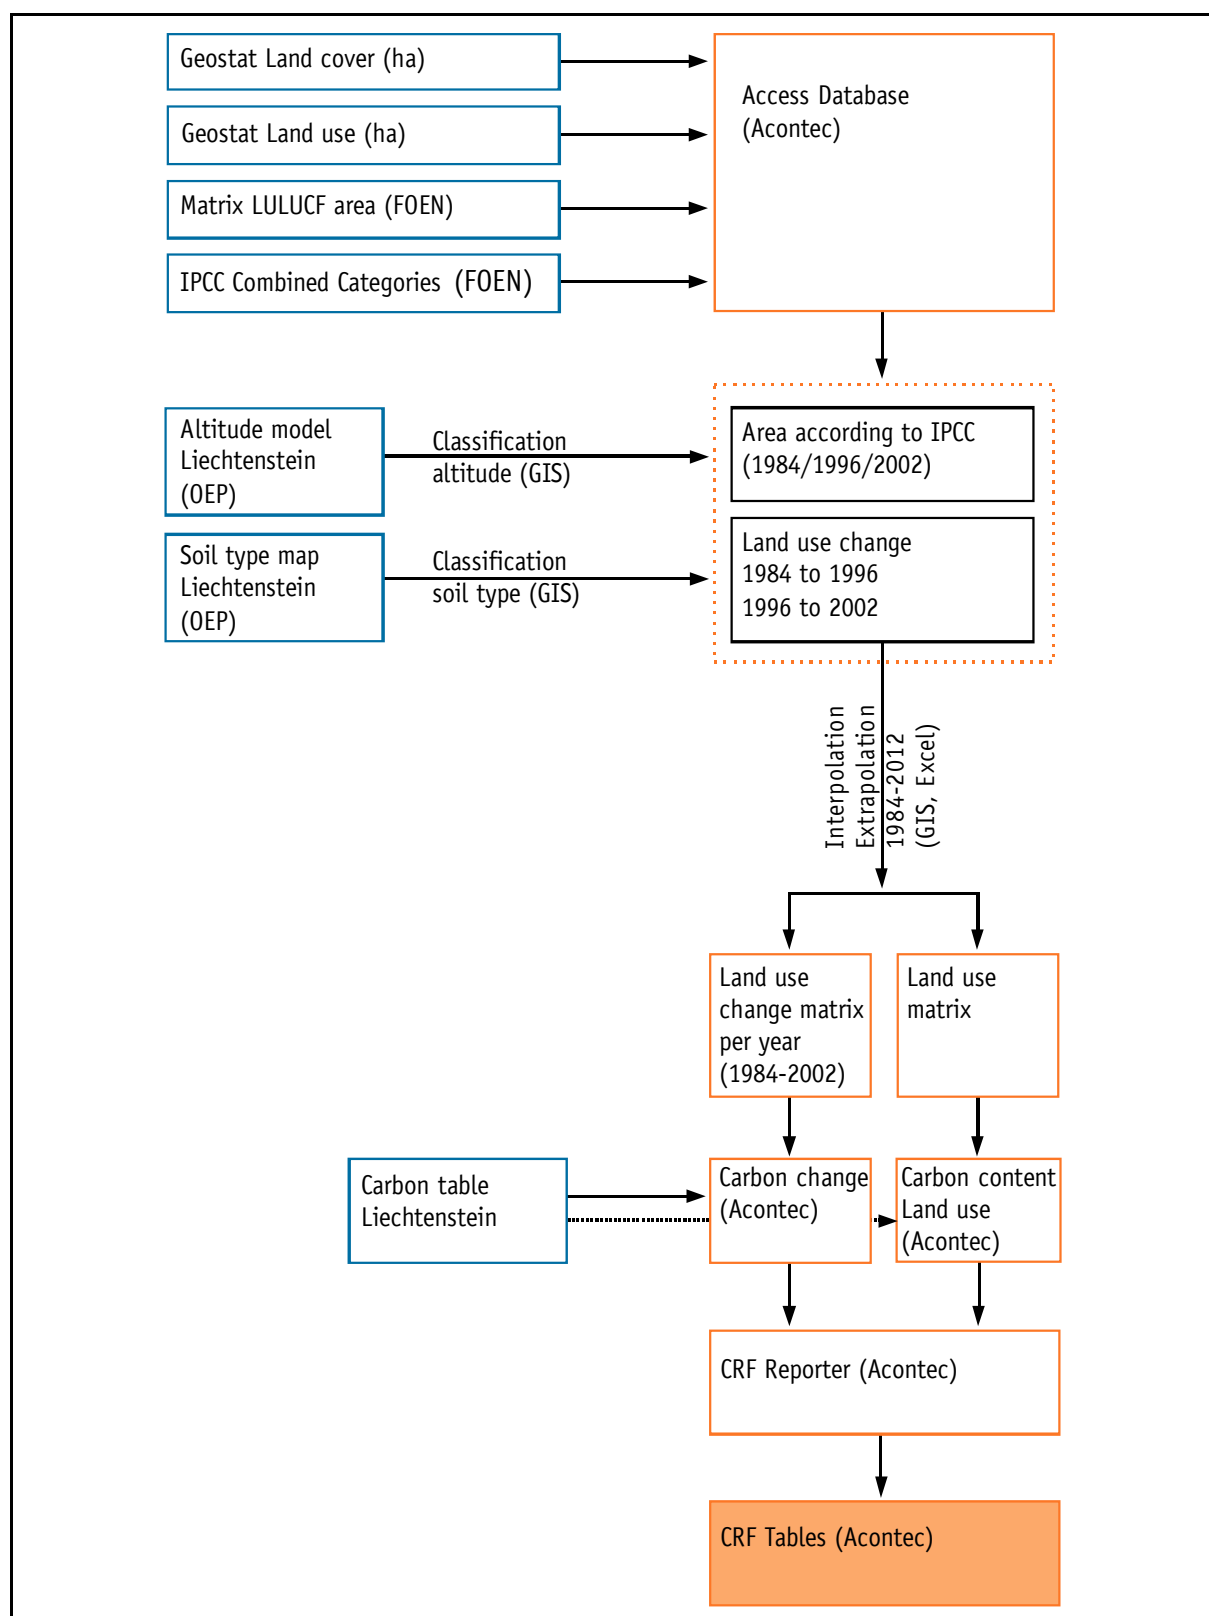 Geostat Land cover (ha)
Geostat Land use (ha)
Matrix LULUCF area (FOEN)
IPCC Combined Categories (FOEN)
Access Database
(Acontec)
Altitude model
Liechtenstein
(OEP)
Classification
altitude (GIS)
Area according to IPCC
(1984/1996/2002)
Soil type map
Liechtenstein
(OEP)
Classification
soil type (GIS)
Land use change
1984 to 1996
1996 to 2002
Interpolation
Extrapolation
1984-2012
(GIS, Excel)
Land use
change matrix
per year
(1984-2002)
Land use
matrix
Carbon table
Liechtenstein
Carbon change
(Acontec)
Carbon content
Land use
(Acontec)
CRF Reporter (Acontec)
CRF Tables (Acontec)